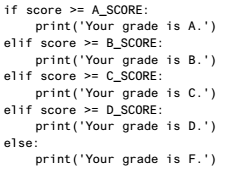 if score >= A_SCORE:
    print('Your grade is A.')
elif score >= B_SCORE:
    print('Your grade is B.')
elif score >= C_SCORE:
    print('Your grade is C.')
elif score >= D_SCORE:
    print('Your grade is D.')
else:
    print('Your grade is F.')